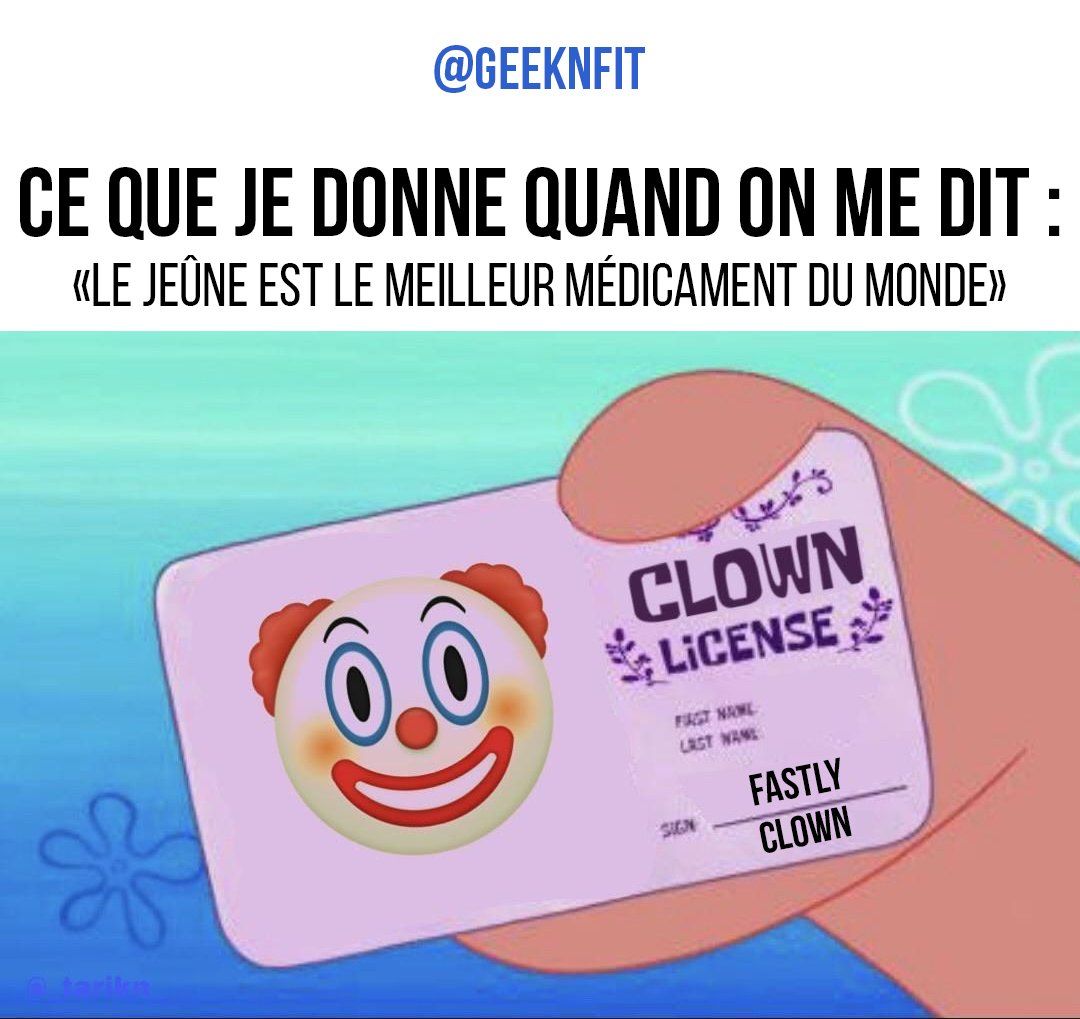 @GEEKNFIT
CE QUE JE DONNE QUAND ON ME DIT :
«LE JEÛNE EST LE MEILLEUR MÉDICAMENT DU MONDE»
CLOWN
LiCENSE
FIRST NAME:
LAST NAME:
FASTLY
SIGN:
CLOWN
@_tarikn_